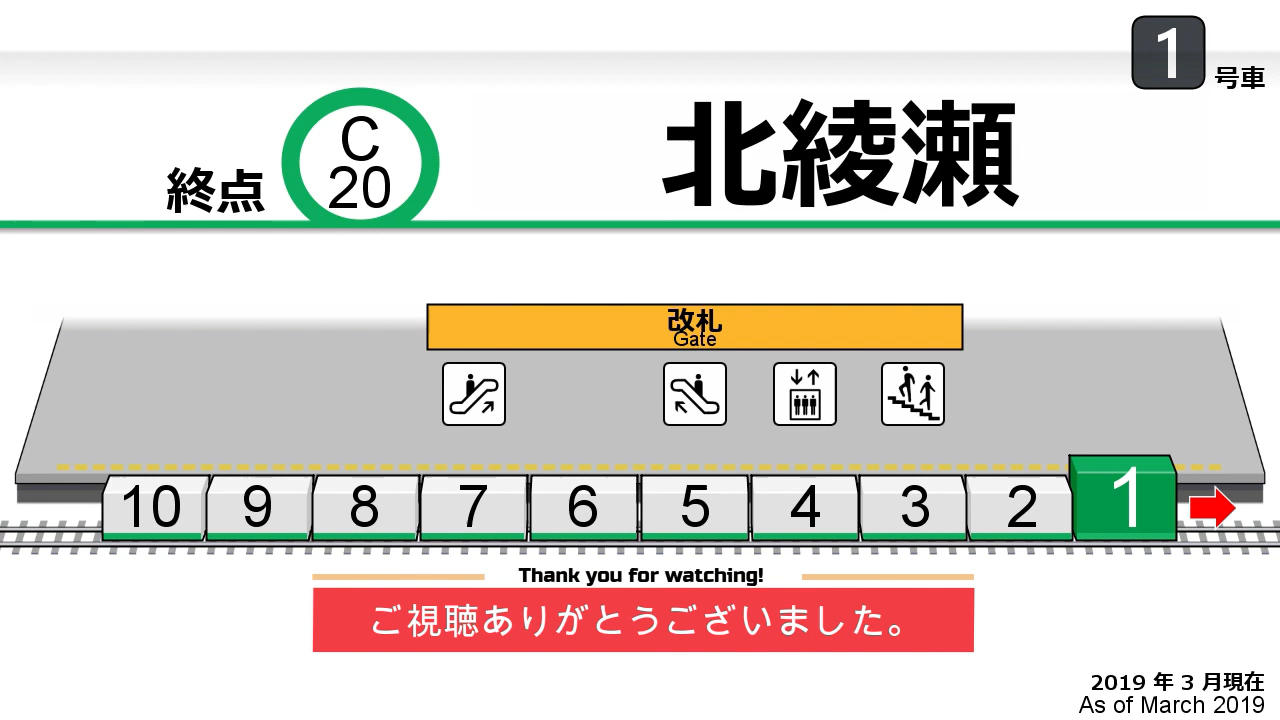 1 号車
終点
C
20
北綾瀬
改札
Gate
10 9 8 7 6 5 4 3 2 1
Thank you for watching!
ご視聴ありがとうございました。
2019 年 3 月現在
As of March 2019